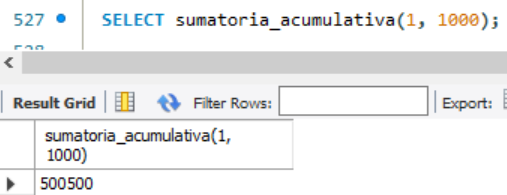 527 SELECT sumatoria_acumulativa(1, 1000);
528
Result Grid Filter Rows: Export:
sumatoria_acumulativa(1,
1000)
500500